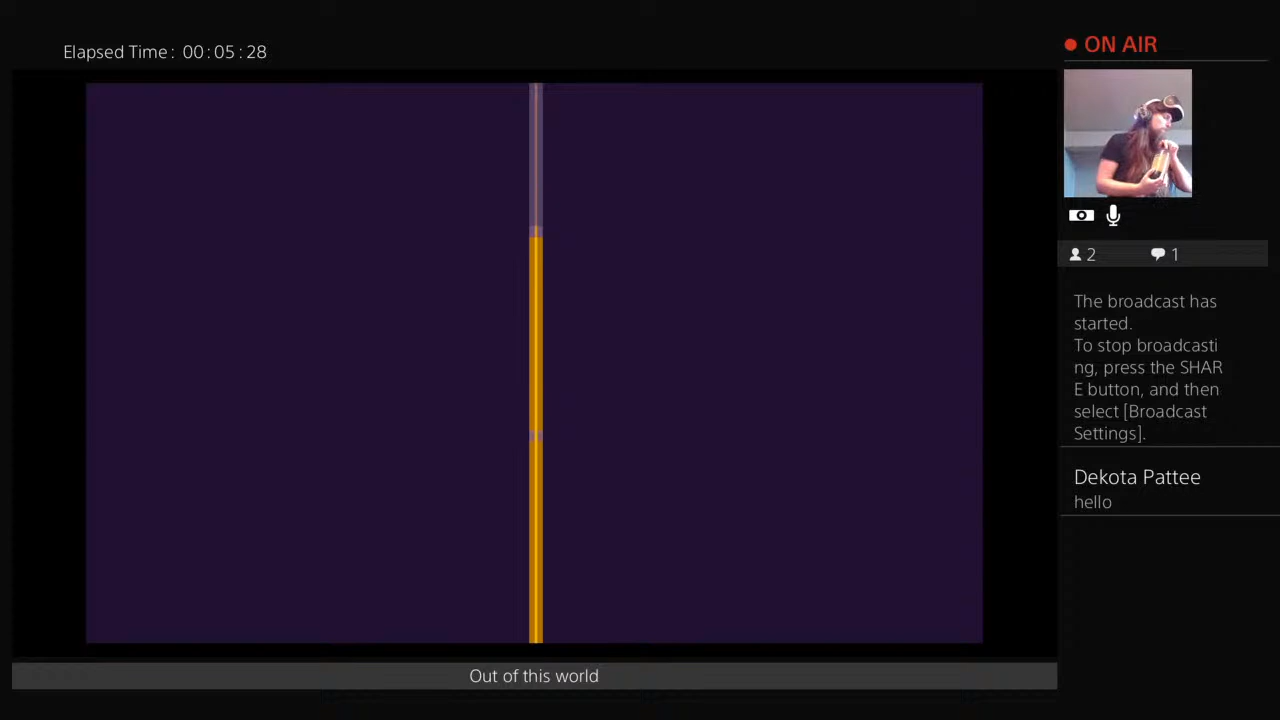 Elapsed Time: 00:05:28
ON AIR
2
1
The broadcast has
started.
To stop broadcasti
ng, press the SHAR
E button, and then
select [Broadcast
Settings].
Dekota Pattee
hello
Out of this world